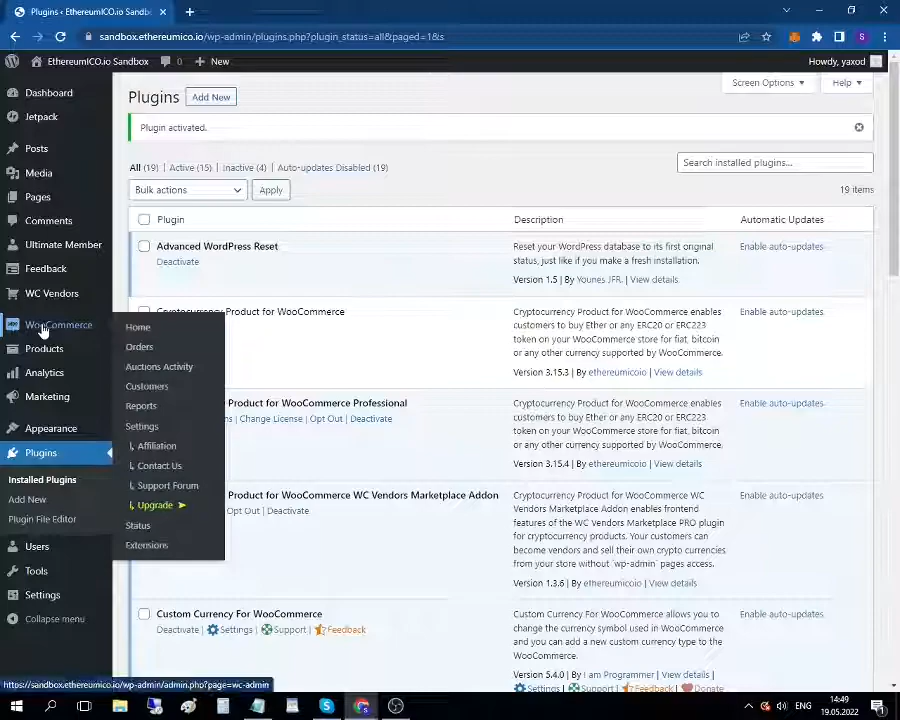 Plugins ‹ EthereumICO.io Sandb
sandbox.ethereumico.io/wp-admin/plugins.php?plugin_status=all&paged=1&s
EthereumICO.io Sandbox
0
New
Howdy, yaxod
Dashboard
Jetpack
Posts
Media
Pages
Comments
Ultimate Member
Feedback
WC Vendors
WooCommerce
Products
Analytics
Marketing
Appearance
Plugins
Installed Plugins
Add New
Plugin File Editor
Users
Tools
Settings
Collapse menu
Home
Orders
Auctions Activity
Customers
Reports
Settings
↳ Affiliation
↳ Contact Us
↳ Support Forum
↳ Upgrade ➤
Status
Extensions
Screen Options ▼
Help ▼
Plugins
Add New
Plugin activated.
All (19) | Active (15) | Inactive (4) | Auto-updates Disabled (19)
Search installed plugins...
Bulk actions
Apply
19 items
Plugin
Description
Automatic Updates
Advanced WordPress Reset
Deactivate
Reset your WordPress database to its first original
status, just like if you make a fresh installation.
Version 1.5 | By Younes JFR. | View details
Enable auto-updates
Cryptocurrency Product for WooCommerce
Cryptocurrency Product for WooCommerce enables
customers to buy Ether or any ERC20 or ERC223
token on your WooCommerce store for fiat, bitcoin
or any other currency supported by WooCommerce.
Version 3.15.3 | By ethereumicoio | View details
Enable auto-updates
Product for WooCommerce Professional
Change License | Opt Out | Deactivate
Cryptocurrency Product for WooCommerce enables
customers to buy Ether or any ERC20 or ERC223
token on your WooCommerce store for fiat, bitcoin
or any other currency supported by WooCommerce.
Version 3.15.4 | By ethereumicoio | View details
Enable auto-updates
Product for WooCommerce WC Vendors Marketplace Addon
Opt Out | Deactivate
Cryptocurrency Product for WooCommerce WC
Vendors Marketplace Addon enables frontend
features of the WC Vendors Marketplace PRO plugin
for cryptocurrency products. Your customers can
become vendors and sell their own crypto currencies
from your store without `wp-admin` pages access.
Version 1.3.6 | By ethereumicoio | View details
Enable auto-updates
Custom Currency For WooCommerce
Deactivate | Settings | Support | Feedback
Custom Currency For WooCommerce allows you to
change the currency symbol used in WooCommerce
and you can add a new custom currency type to the
WooCommerce.
Version 5.4.0 | By I am Programmer | View details |
Settings | Support | Feedback | Donate
Enable auto-updates
https://sandbox.ethereumico.io/wp-admin/admin.php?page=wc-admin
ENG
14:49
19.05.2022